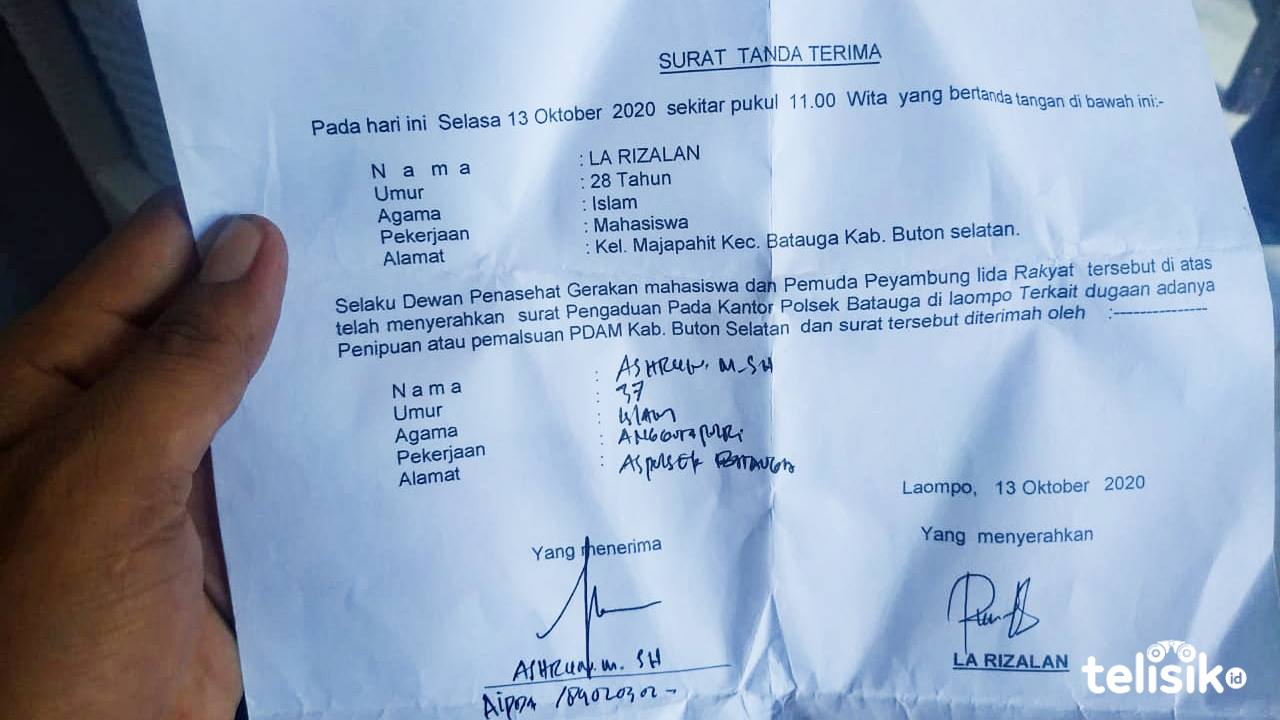 SURAT TANDA TERIMA
Pada hari ini Selasa 13 Oktober 2020 sekitar pukul 11.00 Wita yang bertanda tangan di bawah ini:-
N a m a : LA RIZALAN
Umur : 28 Tahun
Agama : Islam
Pekerjaan : Mahasiswa
Alamat : Kel. Majapahit Kec. Batauga Kab. Buton selatan.
Selaku Dewan Penasehat Gerakan mahasiswa dan Pemuda Peyambung lida Rakyat tersebut di atas
telah menyerahkan surat Pengaduan Pada Kantor Polsek Batauga di laompo Terkait dugaan adanya
Penipuan atau pemalsuan PDAM Kab. Buton Selatan dan surat tersebut diterimah oleh :---------------
N a m a : ASHRUN. M. SH
Umur : 37
Agama : Islam
Pekerjaan : ANGGOTA POLRI
Alamat : ASPOLSEK BATAUGA
Laompo, 13 Oktober 2020
Yang menerima
Yang menyerahkan
ASHRUN. M. SH
LA RIZALAN
AIPDA /
telisik id